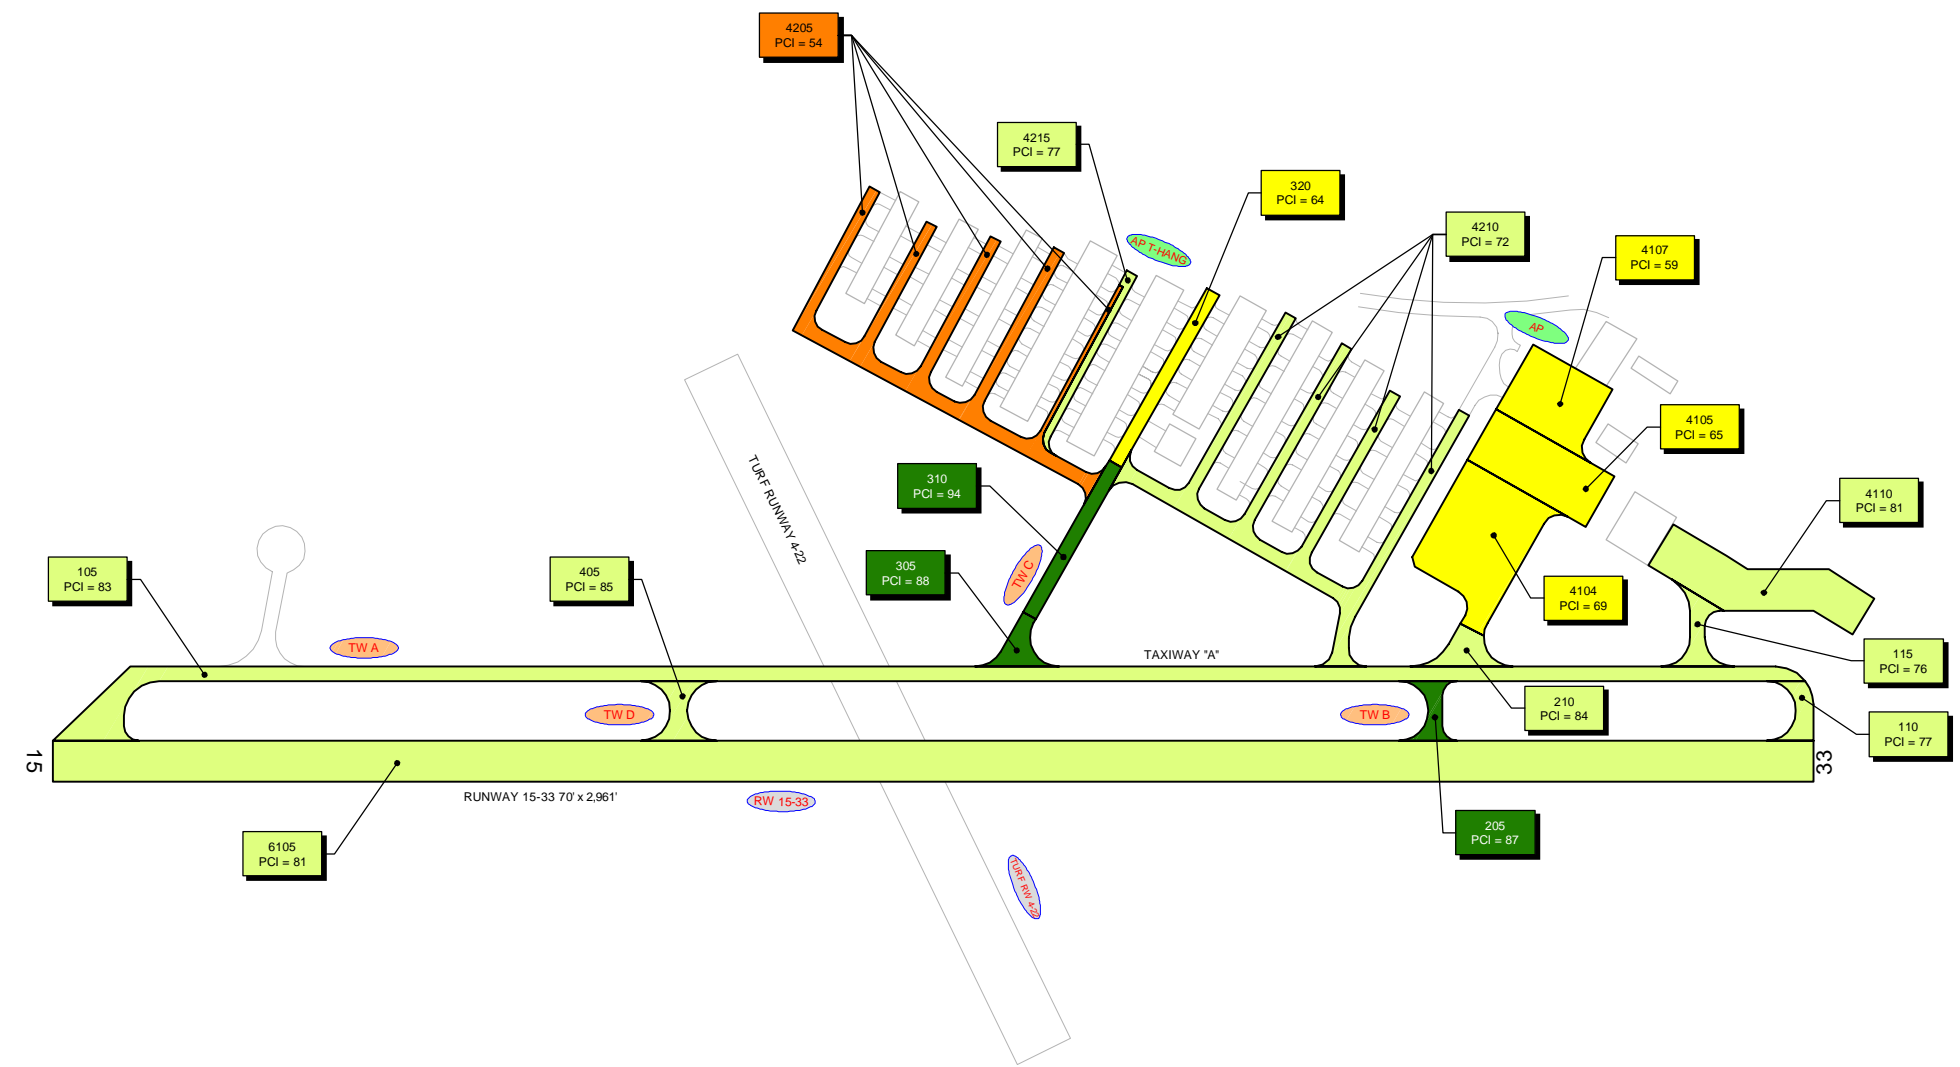 4205
PCI = 54
4215
PCI = 77
320
PCI = 64
4210
PCI = 72
4107
PCI = 59
AP T-HANG
AP
4105
PCI = 65
310
PCI = 94
4110
PCI = 81
TURF RUNWAY 4-22
105
PCI = 83
405
PCI = 85
305
PCI = 88
TW C
4104
PCI = 69
TW A
TAXIWAY "A"
115
PCI = 76
TW D
TW B
210
PCI = 84
110
PCI = 77
15
33
RUNWAY 15-33 70' x 2,961'
RW 15-33
6105
PCI = 81
205
PCI = 87
TURF RW 4-22